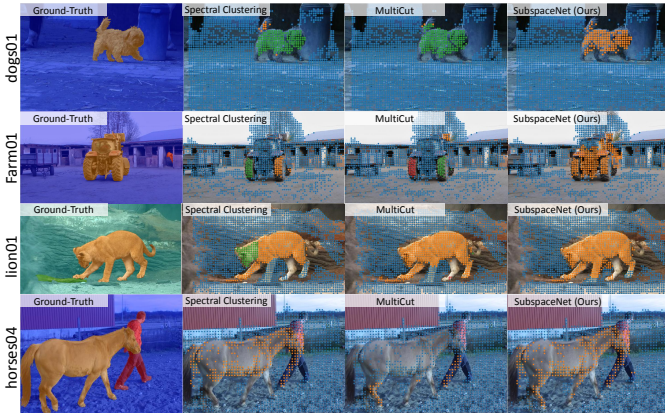 dogs01
Ground-Truth
Spectral Clustering
MultiCut
SubspaceNet (Ours)
Farm01
Ground-Truth
Spectral Clustering
MultiCut
SubspaceNet (Ours)
lion01
Ground-Truth
Spectral Clustering
MultiCut
SubspaceNet (Ours)
horses04
Ground-Truth
Spectral Clustering
MultiCut
SubspaceNet (Ours)